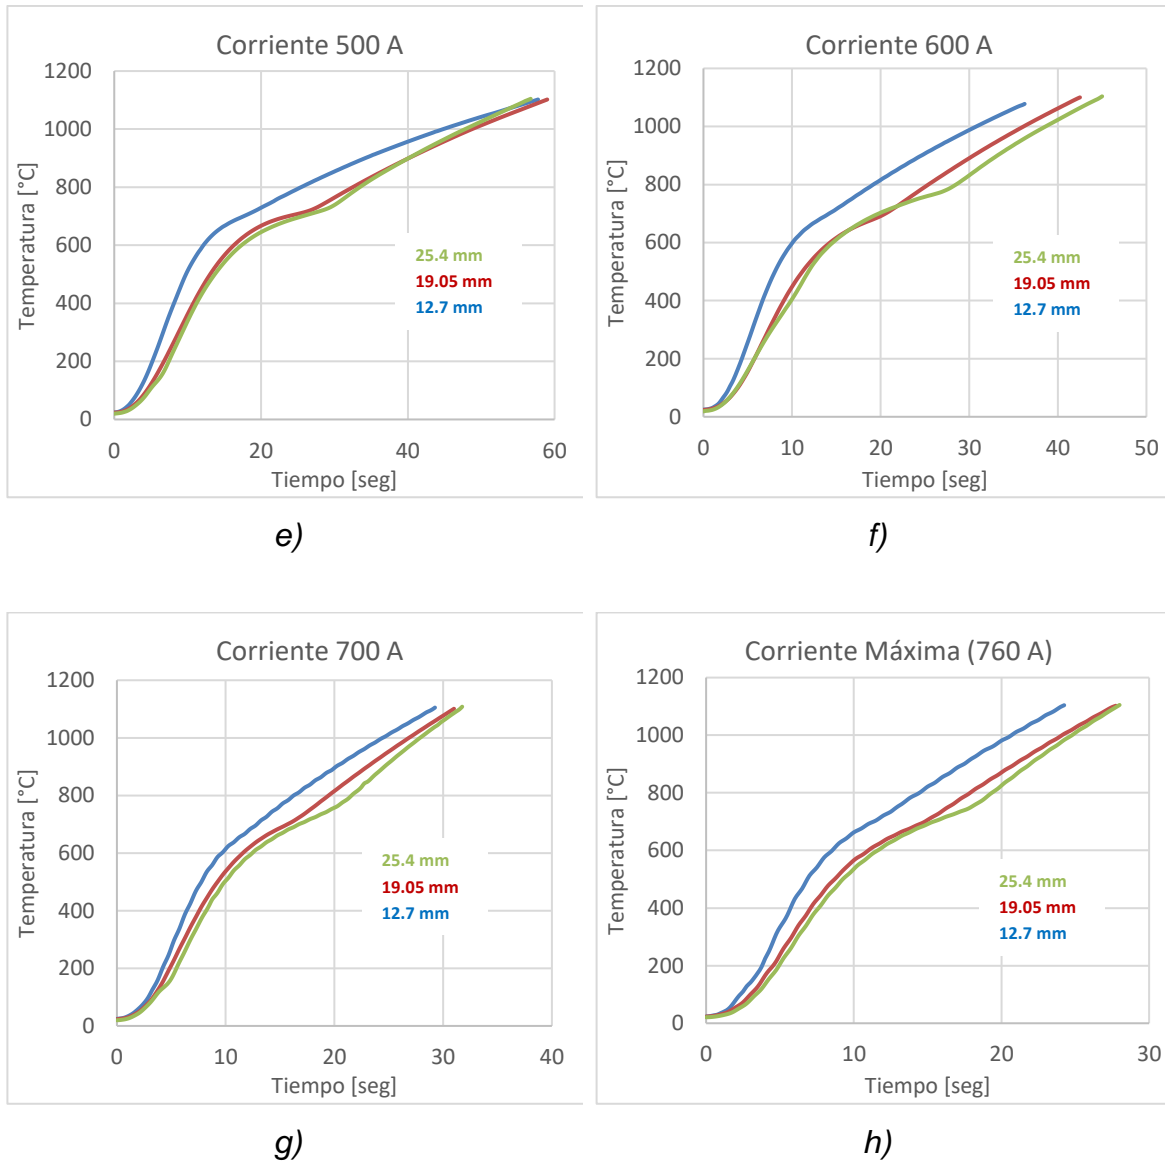 Corriente 500 A
1200
1000
800
600
400
200
0
Temperatura [°C]
25.4 mm
19.05 mm
12.7 mm
0 20 40 60
Tiempo [seg]
e)
Corriente 600 A
1200
1000
800
600
400
200
0
Temperatura [°C]
25.4 mm
19.05 mm
12.7 mm
0 10 20 30 40 50
Tiempo [seg]
f)
Corriente 700 A
1200
1000
800
600
400
200
0
Temperatura [°C]
25.4 mm
19.05 mm
12.7 mm
0 10 20 30 40
Tiempo [seg]
g)
Corriente Máxima (760 A)
1200
1000
800
600
400
200
0
Temperatura [°C]
25.4 mm
19.05 mm
12.7 mm
0 10 20 30
Tiempo [seg]
h)